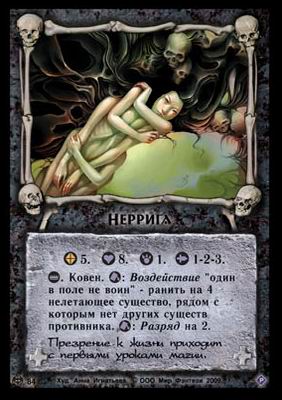 НЕРРИГА
5. 8. 1. 1-2-3.
. Ковен. : Воздействие "один
в поле не воин" - ранить на 4
нелетающее существо, рядом с
которым нет других существ
противника. : Разряд на 2.
Презрение к жизни приходит
с первыми уроками магии.
84 Худ. Анна Игнатьева © ООО Мир Фэнтези 2009 P